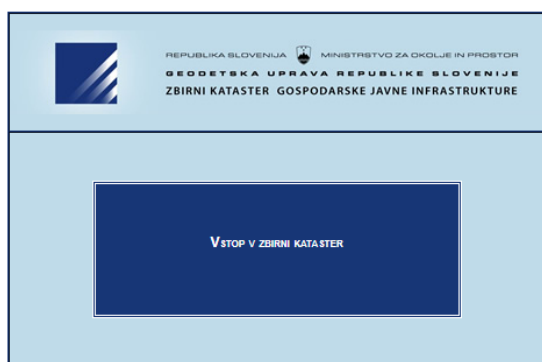 REPUBLIKA SLOVENIJA MINISTRSTVO ZA OKOLJE IN PROSTOR
GEODETSKA UPRAVA REPUBLIKE SLOVENIJE
ZBIRNI KATASTER GOSPODARSKE JAVNE INFRASTRUKTURE
VSTOP V ZBIRNI KATASTER